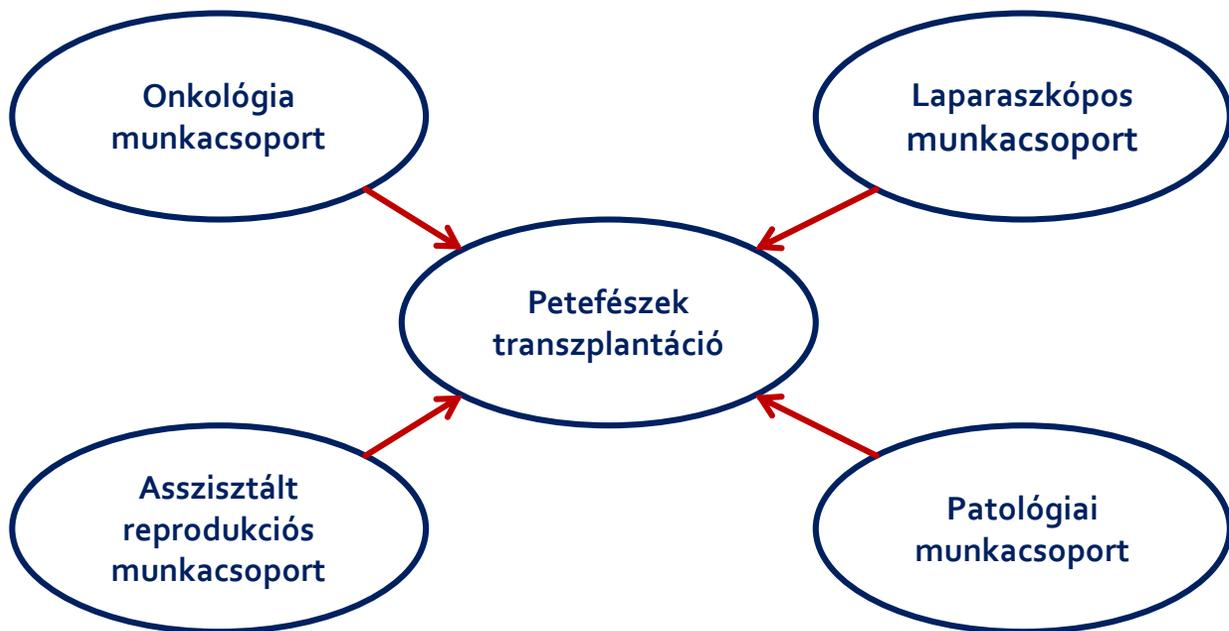 Onkológia
munkacsoport
Laparaszkópos
munkacsoport
Petefészek
transzplantáció
Asszisztált
reprodukciós
munkacsoport
Patológiai
munkacsoport